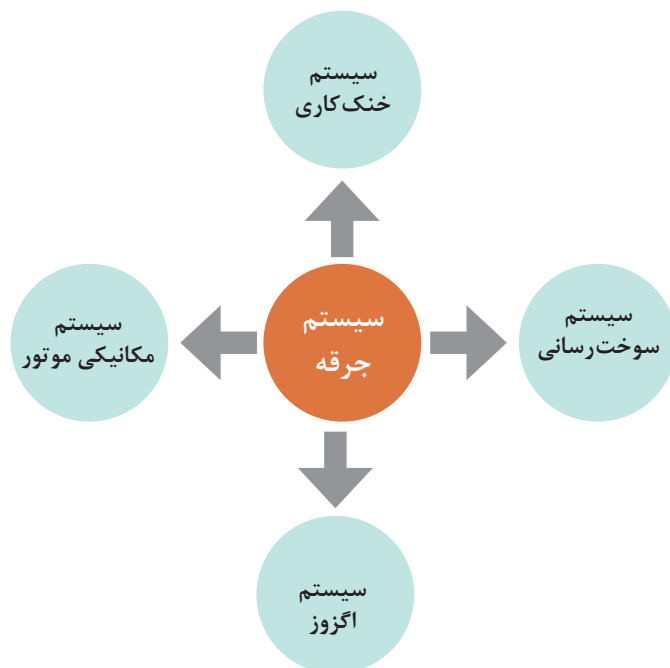 سیستم
خنک‌کاری
سیستم
سوخت‌رسانی
سیستم
جرقه
سیستم
مکانیکی موتور
سیستم
اگزوز